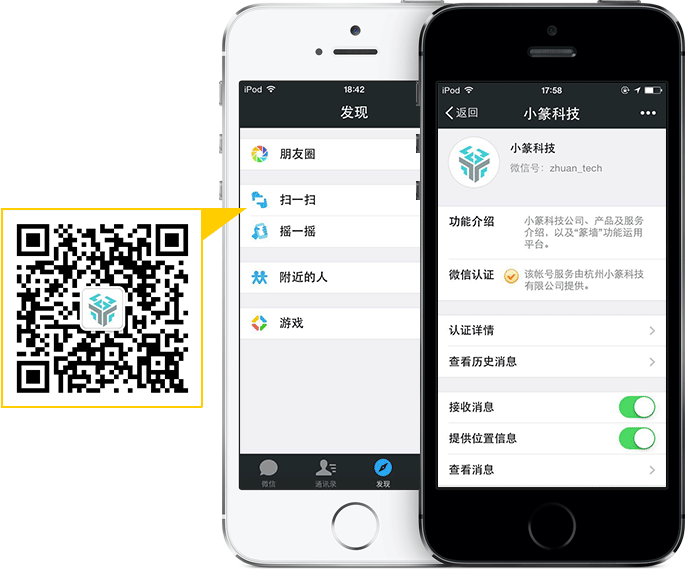 iPod 18:42
发现
朋友圈
扫一扫
摇一摇
附近的人
游戏
微信 通讯录 发现
iPod 17:58
返回 小篆科技
小篆科技
微信号：zhuan_tech
功能介绍 小篆科技公司、产品及服务
介绍，以及“篆墙”功能运用
平台。
微信认证 该帐号服务由杭州小篆科技
有限公司提供。
认证详情
查看历史消息
接收消息
提供位置信息
查看消息